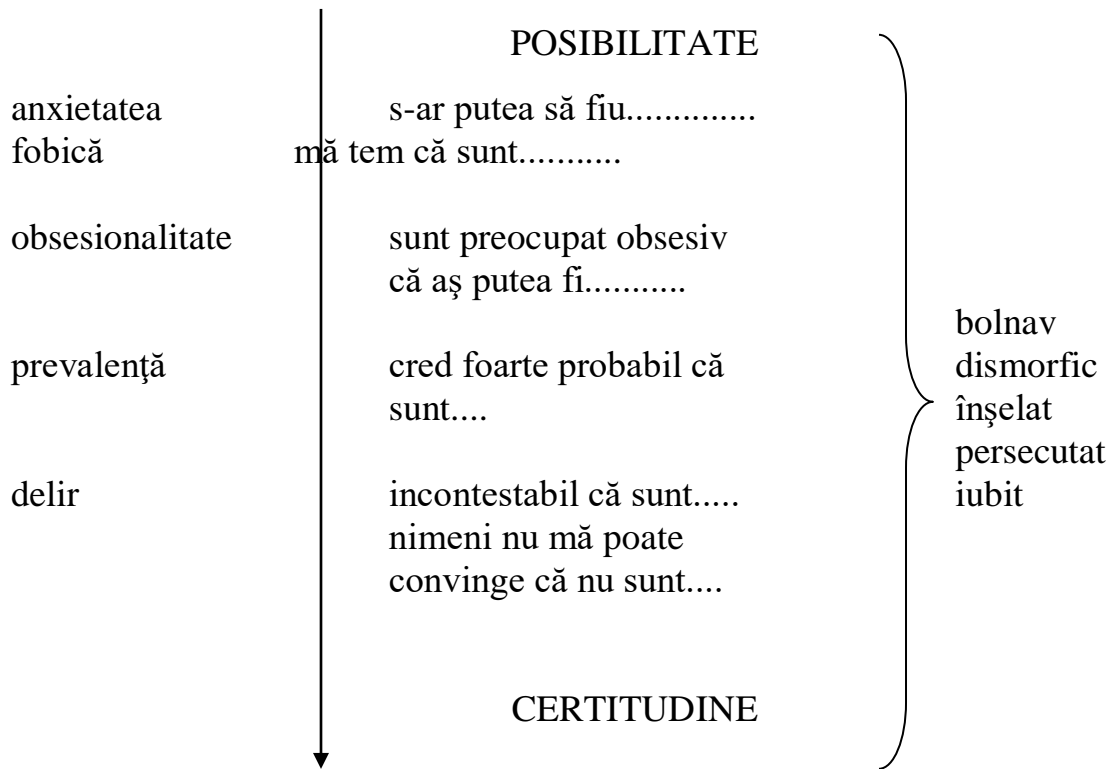 POSIBILITATE
anxietatea s-ar putea să fiu..............
fobică mă tem că sunt...........
obsesionalitate sunt preocupat obsesiv
că aş putea fi...........
bolnav
prevalenţă cred foarte probabil că dismorfic
sunt.... înşelat
persecutat
delir incontestabil că sunt..... iubit
nimeni nu mă poate
convinge că nu sunt....
CERTITUDINE